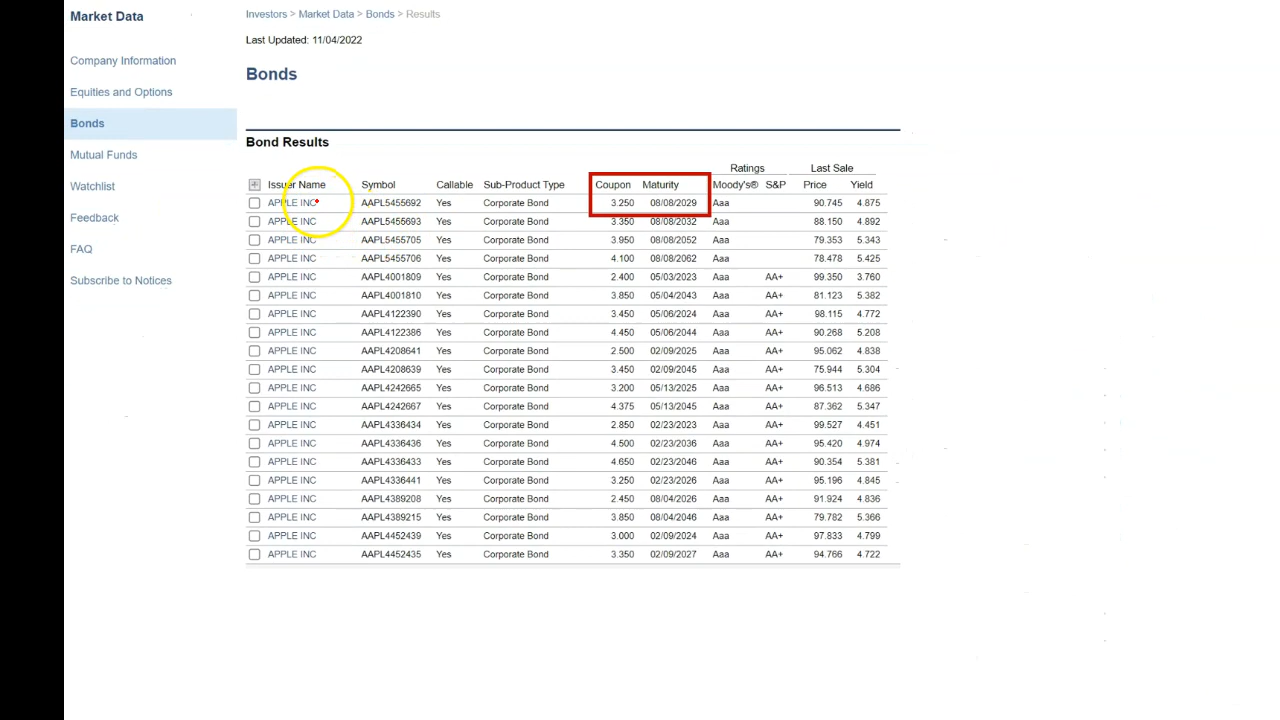 Market Data
Investors > Market Data > Bonds > Results
Last Updated: 11/04/2022
Company Information
Bonds
Equities and Options
Bonds
Bond Results
Mutual Funds
Ratings Last Sale
Watchlist
Issuer Name Symbol Callable Sub-Product Type Coupon Maturity Moody's® S&P Price Yield
APPLE INC AAPL5455692 Yes Corporate Bond 3.250 08/08/2029 Aaa 90.745 4.875
Feedback
APPLE INC AAPL5455693 Yes Corporate Bond 3.350 08/08/2032 Aaa 88.150 4.892
APPLE INC AAPL5455705 Yes Corporate Bond 3.950 08/08/2052 Aaa 79.353 5.343
FAQ
APPLE INC AAPL5455706 Yes Corporate Bond 4.100 08/08/2062 Aaa 78.478 5.425
Subscribe to Notices
APPLE INC AAPL4001809 Yes Corporate Bond 2.400 05/03/2023 Aaa AA+ 99.350 3.760
APPLE INC AAPL4001810 Yes Corporate Bond 3.850 05/04/2043 Aaa AA+ 81.123 5.382
APPLE INC AAPL4122390 Yes Corporate Bond 3.450 05/06/2024 Aaa AA+ 98.115 4.772
APPLE INC AAPL4122386 Yes Corporate Bond 4.450 05/06/2044 Aaa AA+ 90.268 5.208
APPLE INC AAPL4208641 Yes Corporate Bond 2.500 02/09/2025 Aaa AA+ 95.062 4.838
APPLE INC AAPL4208639 Yes Corporate Bond 3.450 02/09/2045 Aaa AA+ 75.944 5.304
APPLE INC AAPL4242665 Yes Corporate Bond 3.200 05/13/2025 Aaa AA+ 96.513 4.686
APPLE INC AAPL4242667 Yes Corporate Bond 4.375 05/13/2045 Aaa AA+ 87.362 5.347
APPLE INC AAPL4336434 Yes Corporate Bond 2.850 02/23/2023 Aaa AA+ 99.527 4.451
APPLE INC AAPL4336436 Yes Corporate Bond 4.500 02/23/2036 Aaa AA+ 95.420 4.974
APPLE INC AAPL4336433 Yes Corporate Bond 4.650 02/23/2046 Aaa AA+ 90.354 5.381
APPLE INC AAPL4336441 Yes Corporate Bond 3.250 02/23/2026 Aaa AA+ 95.196 4.845
APPLE INC AAPL4389208 Yes Corporate Bond 2.450 08/04/2026 Aaa AA+ 91.924 4.836
APPLE INC AAPL4389215 Yes Corporate Bond 3.850 08/04/2046 Aaa AA+ 79.782 5.366
APPLE INC AAPL4452439 Yes Corporate Bond 3.000 02/09/2024 Aaa AA+ 97.833 4.799
APPLE INC AAPL4452435 Yes Corporate Bond 3.350 02/09/2027 Aaa AA+ 94.766 4.722